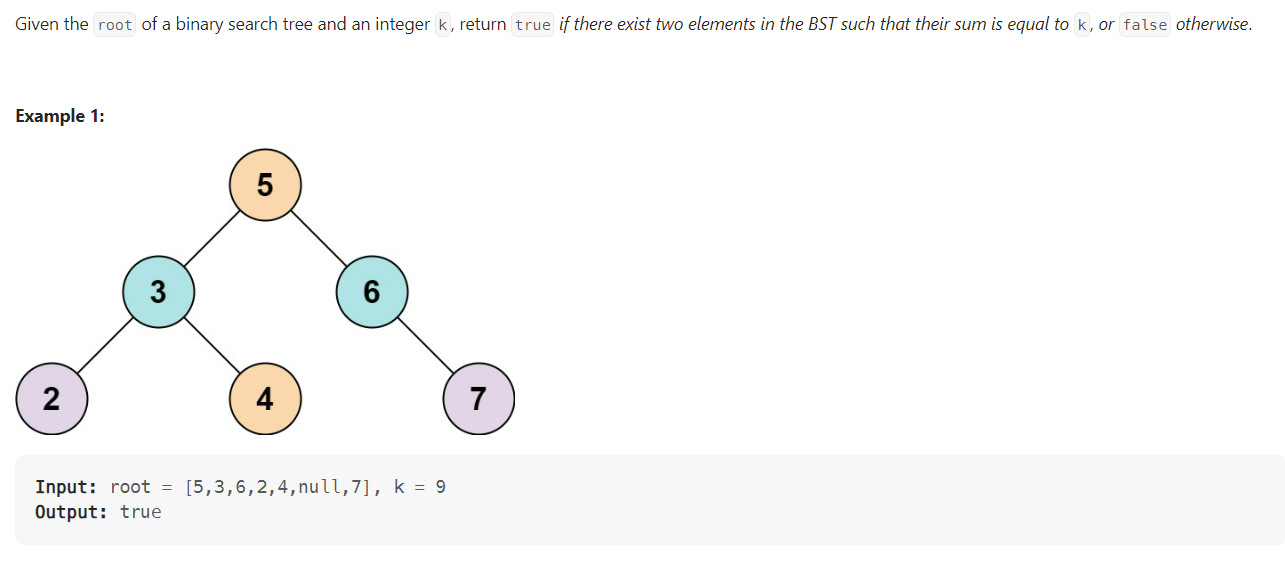 Given the root of a binary search tree and an integer k, return true if there exist two elements in the BST such that their sum is equal to k, or false otherwise.
Example 1:
5
3 6
2 4 7
Input: root = [5,3,6,2,4,null,7], k = 9
Output: true